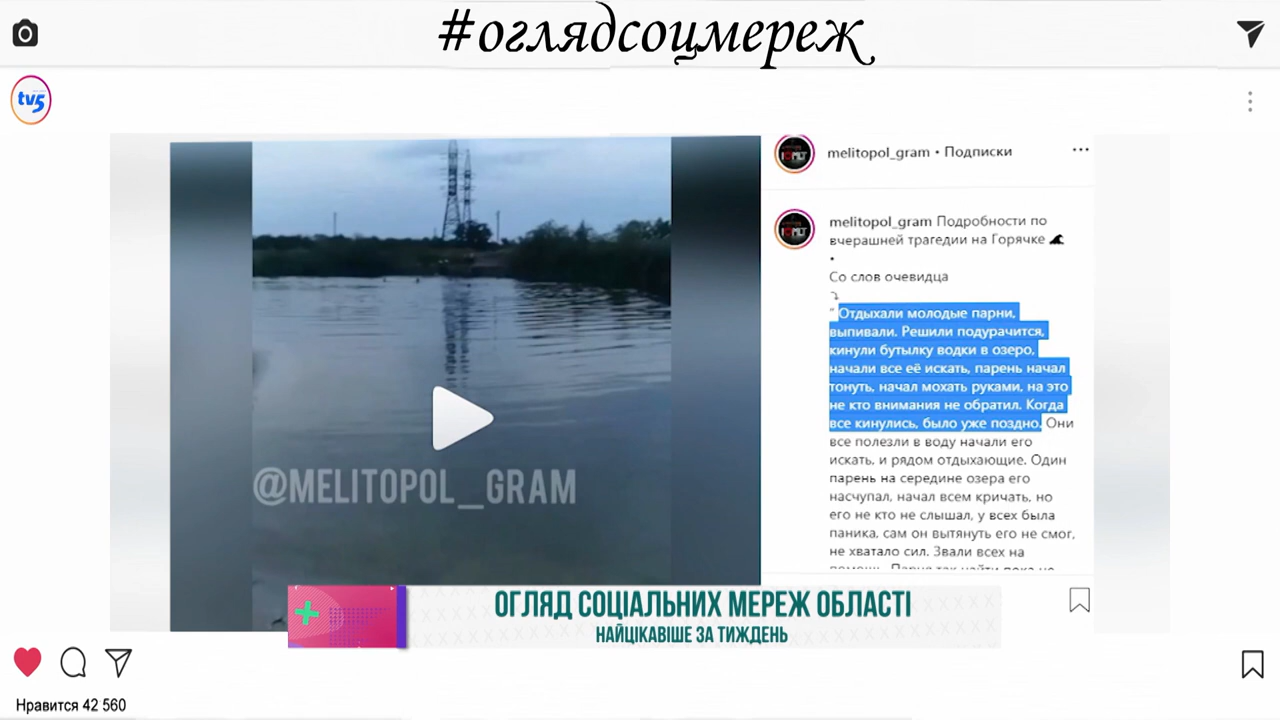 #оглядсоцмереж
tv5
melitopol_gram • Подписки
melitopol_gram Подробности по
вчерашней трагедии на Горячке
•
Со слов очевидца
" Отдыхали молодые парни,
выпивали. Решили подурачится,
кинули бутылку водки в озеро,
начали все её искать, парень начал
тонуть, начал мохать руками, на это
не кто внимания не обратил. Когда
все кинулись, было уже поздно. Они
все полезли в воду начали его
искать, и рядом отдыхающие. Один
парень на середине озера его
насчупал, начал всем кричать, но
его не кто не слышал, у всех была
паника, сам он вытянуть его не смог,
не хватало сил. Звали всех на
@MELITOPOL_GRAM
ОГЛЯД СОЦІАЛЬНИХ МЕРЕЖ ОБЛАСТІ
НАЙЦІКАВІШЕ ЗА ТИЖДЕНЬ
Нравится 42 560